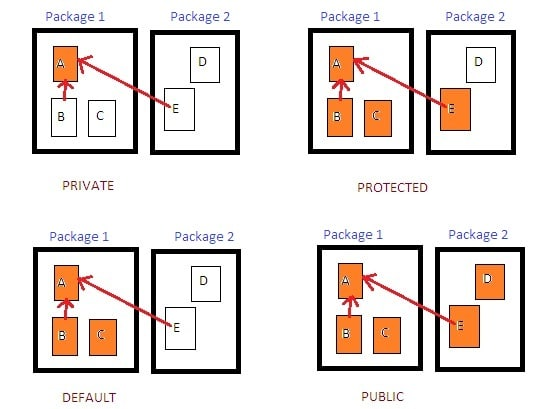 Package 1 Package 2 Package 1 Package 2
A D A D
B C E B C E
PRIVATE PROTECTED
Package 1 Package 2 Package 1 Package 2
A D A D
B C E B C E
DEFAULT PUBLIC